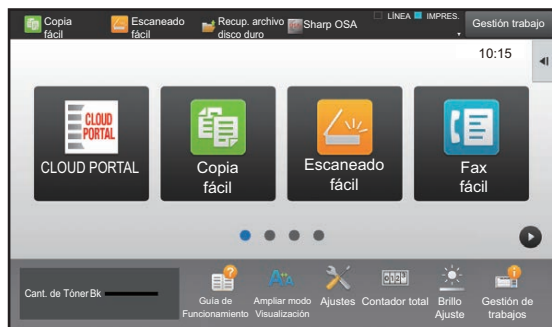 Copia
fácil
Escaneado
fácil
Recup. archivo
disco duro
Sharp OSA
LÍNEA
IMPRES.
Gestión trabajo
10:15
CLOUD
PORTAL
CLOUD PORTAL
Copia
fácil
Escaneado
fácil
Fax
fácil
Cant. de Tóner Bk
Guía de
Funcionamiento
Ampliar modo
Visualización
Ajustes
Contador total
Brillo
Ajuste
Gestión de
trabajos